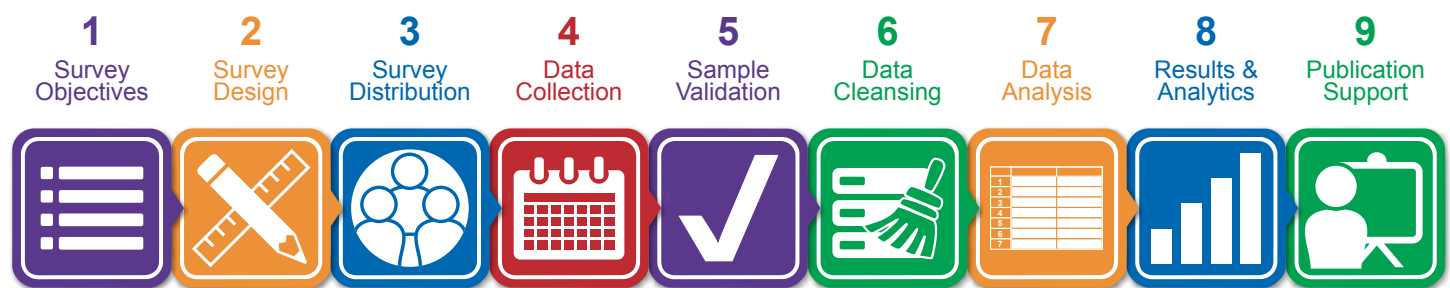 1
Survey
Objectives
2
Survey
Design
3
Survey
Distribution
4
Data
Collection
5
Sample
Validation
6
Data
Cleansing
7
Data
Analysis
8
Results &
Analytics
9
Publication
Support
1
2
3
4
5
6
7